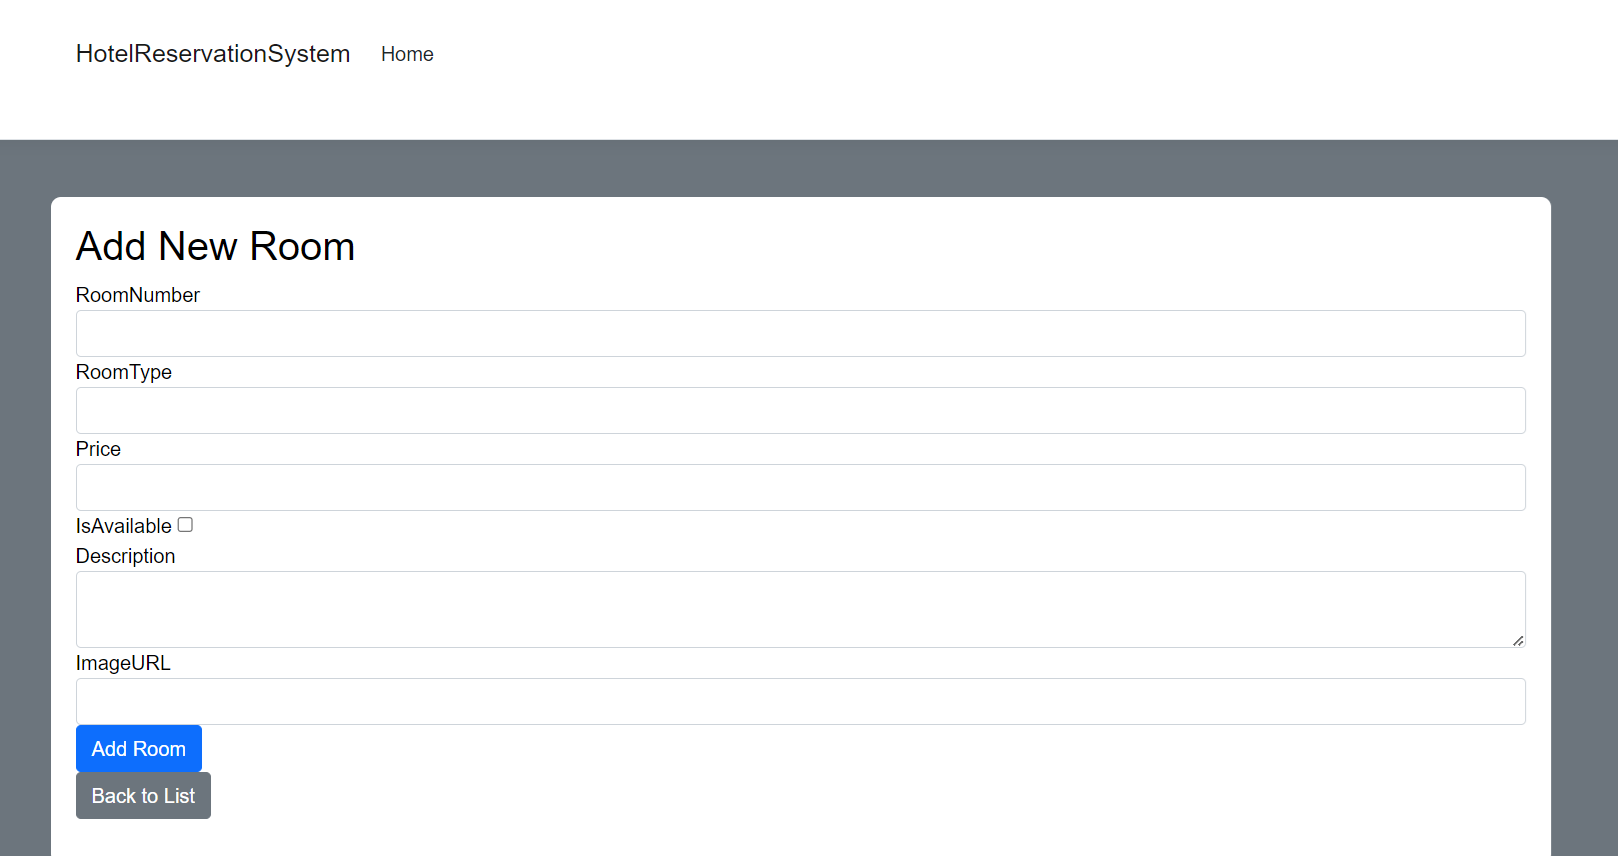 HotelReservationSystem Home
Add New Room
RoomNumber
RoomType
Price
IsAvailable
Description
ImageURL
Add Room
Back to List